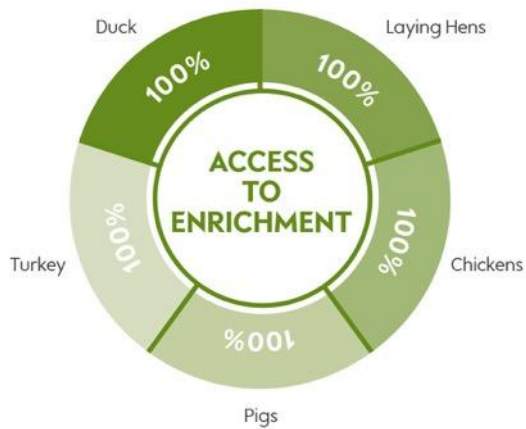 Duck
Laying Hens
100%
100%
ACCESS
TO
ENRICHMENT
100%
100%
Turkey
Chickens
100%
Pigs